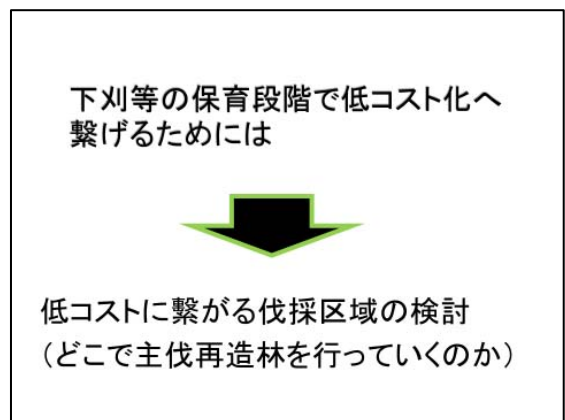 下刈等の保育段階で低コスト化へ
繋げるためには
低コストに繋がる伐採区域の検討
（どこで主伐再造林を行っていくのか）